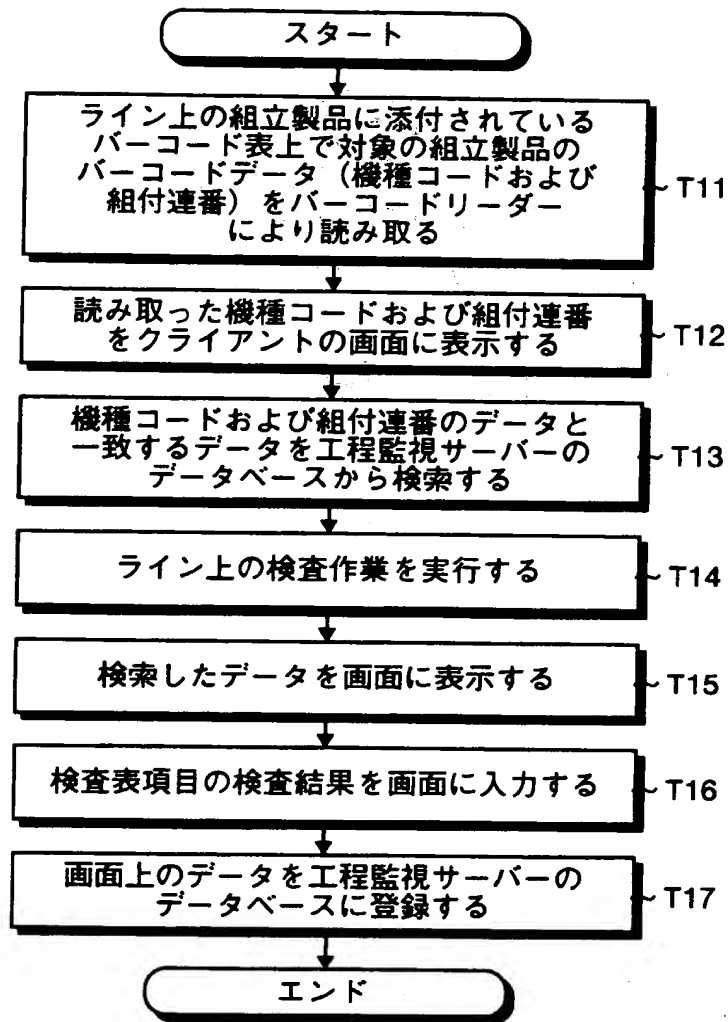 スタート
ライン上の組立製品に添付されている
バーコード表上で対象の組立製品の
バーコードデータ（機種コードおよび
組付連番）をバーコードリーダー
により読み取る
T11
読み取った機種コードおよび組付連番
をクライアントの画面に表示する
T12
機種コードおよび組付連番のデータと
一致するデータを工程監視サーバーの
データベースから検索する
T13
ライン上の検査作業を実行する
T14
検索したデータを画面に表示する
T15
検査表項目の検査結果を画面に入力する
T16
画面上のデータを工程監視サーバーの
データベースに登録する
T17
エンド